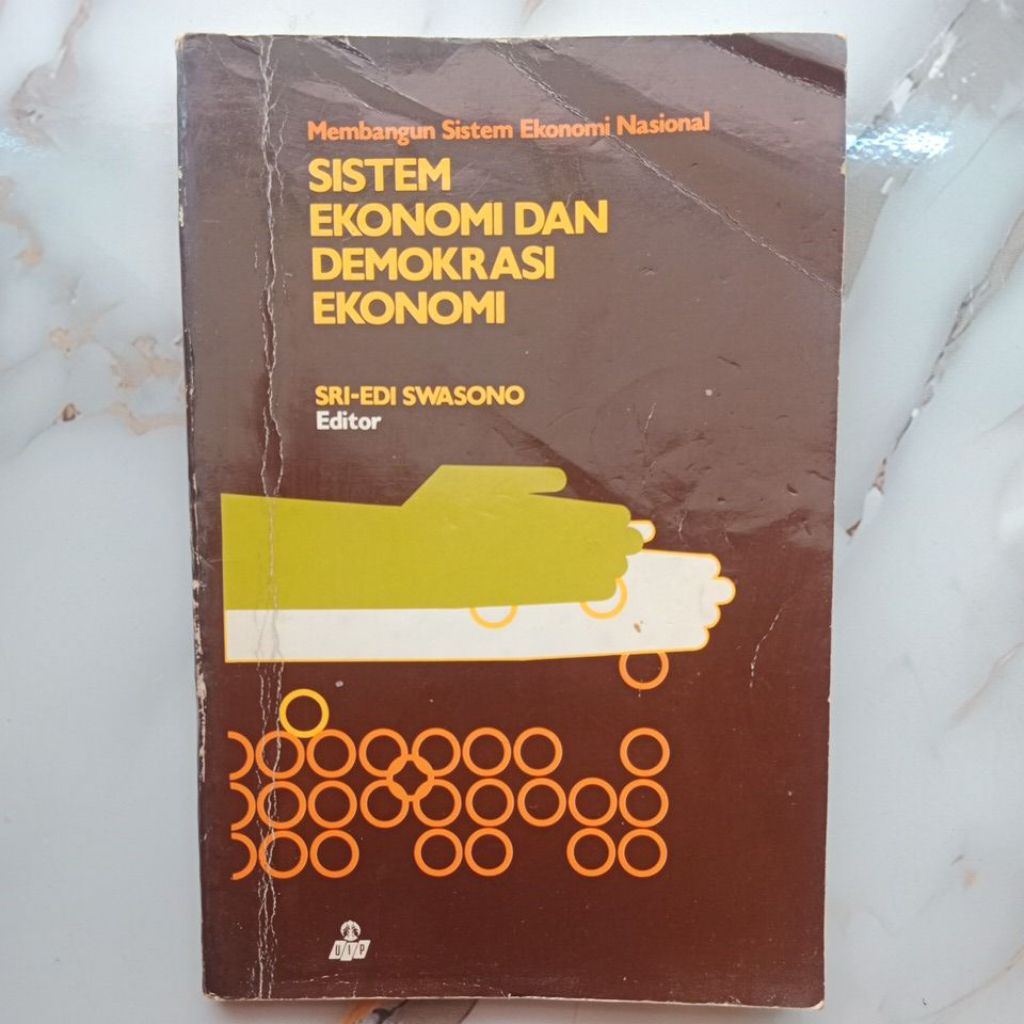 Membangun Sistem Ekonomi Nasional
SISTEM
EKONOMI DAN
DEMOKRASI
EKONOMI
SRI-EDI SWASONO
Editor
U I P